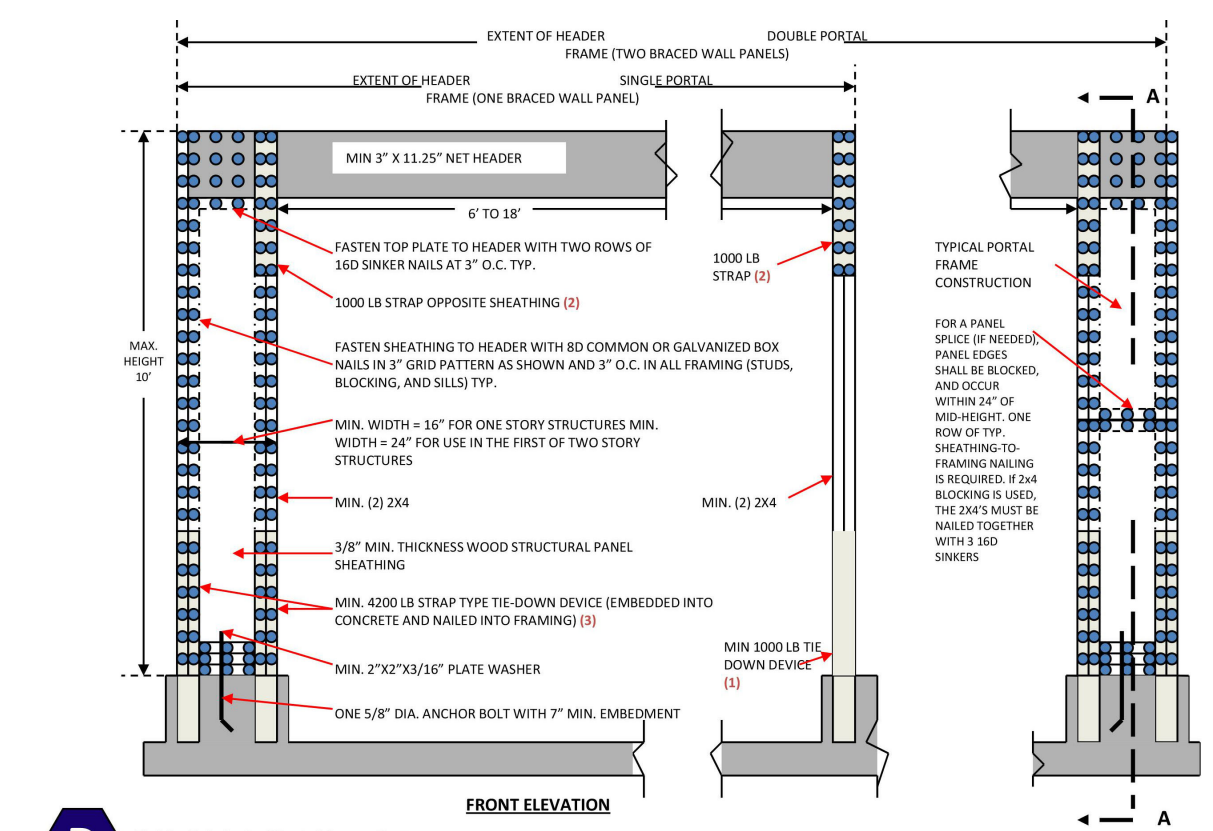 EXTENT OF HEADER DOUBLE PORTAL
FRAME (TWO BRACED WALL PANELS)
EXTENT OF HEADER SINGLE PORTAL
FRAME (ONE BRACED WALL PANEL)
A
MIN 3” X 11.25” NET HEADER
6’ TO 18’
FASTEN TOP PLATE TO HEADER WITH TWO ROWS OF
16D SINKER NAILS AT 3” O.C. TYP.
1000 LB STRAP OPPOSITE SHEATHING (2)
FASTEN SHEATHING TO HEADER WITH 8D COMMON OR GALVANIZED BOX
NAILS IN 3” GRID PATTERN AS SHOWN AND 3” O.C. IN ALL FRAMING (STUDS,
BLOCKING, AND SILLS) TYP.
MAX.
HEIGHT
10’
MIN. WIDTH = 16” FOR ONE STORY STRUCTURES MIN.
WIDTH = 24” FOR USE IN THE FIRST OF TWO STORY
STRUCTURES
MIN. (2) 2X4
3/8” MIN. THICKNESS WOOD STRUCTURAL PANEL
SHEATHING
MIN. 4200 LB STRAP TYPE TIE-DOWN DEVICE (EMBEDDED INTO
CONCRETE AND NAILED INTO FRAMING) (3)
MIN. 2”X2”X3/16” PLATE WASHER
ONE 5/8” DIA. ANCHOR BOLT WITH 7” MIN. EMBEDMENT
1000 LB
STRAP (2)
MIN. (2) 2X4
MIN 1000 LB TIE
DOWN DEVICE
(1)
TYPICAL PORTAL
FRAME
CONSTRUCTION
FOR A PANEL
SPLICE (IF NEEDED),
PANEL EDGES
SHALL BE BLOCKED,
AND OCCUR
WITHIN 24” OF
MID-HEIGHT. ONE
ROW OF TYP.
SHEATHING-TO-
FRAMING NAILING
IS REQUIRED. If 2x4
BLOCKING IS USED,
THE 2X4’S MUST BE
NAILED TOGETHER
WITH 3 16D
SINKERS
FRONT ELEVATION
A